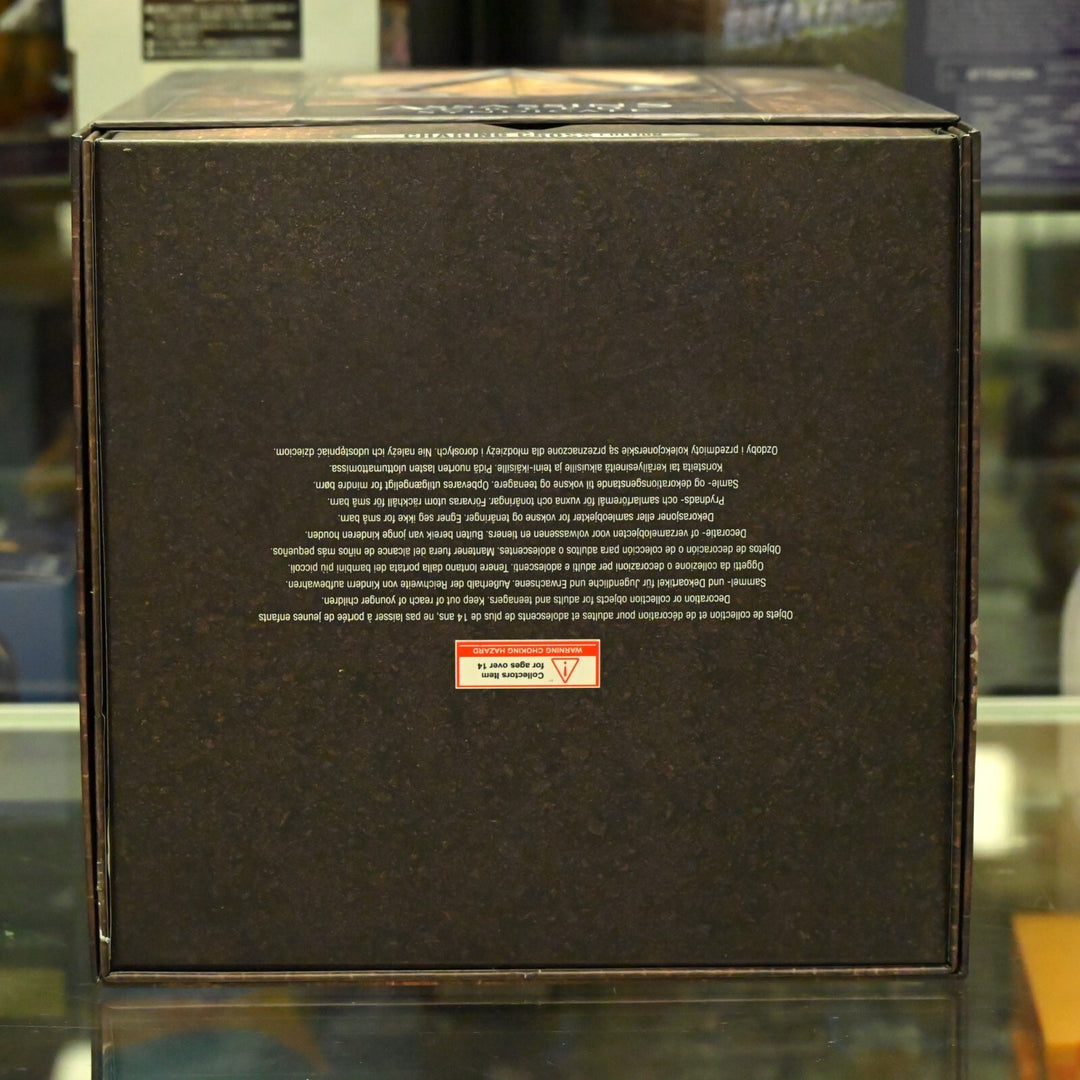 ASSASSIN'S
SYNDICATE
CHARING CROSS EDITION
Collectors Item
for ages over 14
WARNING CHOKING HAZARD
Objets de collection et de décoration pour adultes et adolescents de plus de 14 ans, ne pas laisser à portée de jeunes enfants
Decoration or collection objects for adults and teenagers. Keep out of reach of younger children.
Sammel- und Dekoartikel für Jugendliche und Erwachsene. Außerhalb der Reichweite von Kindern aufbewahren.
Oggetti da collezione o decorazioni per adulti e adolescenti. Tenere lontano dalla portata dei bambini più piccoli.
Objetos de decoración o de colección para adultos o adolescentes. Mantener fuera del alcance de niños más pequeños.
Decoratie- of verzamelobjecten voor volwassenen en tieners. Buiten bereik van jonge kinderen houden.
Dekorasjoner eller samleobjekter for voksne og tenåringer. Egner seg ikke for små barn.
Prydnads- och samlarföremål för vuxna och tonåringar. Förvaras utom räckhåll för små barn.
Samle- og dekorationsgenstande til voksne og teenagere. Opbevares utilgængeligt for mindre børn.
Koristeita tai keräilyesineitä aikuisille ja teini-ikäisille. Pidä nuorten lasten ulottumattomissa.
Ozdoby i przedmioty kolekcjonerskie są przeznaczone dla młodzieży i dorosłych. Nie należy ich udostępniać dzieciom.